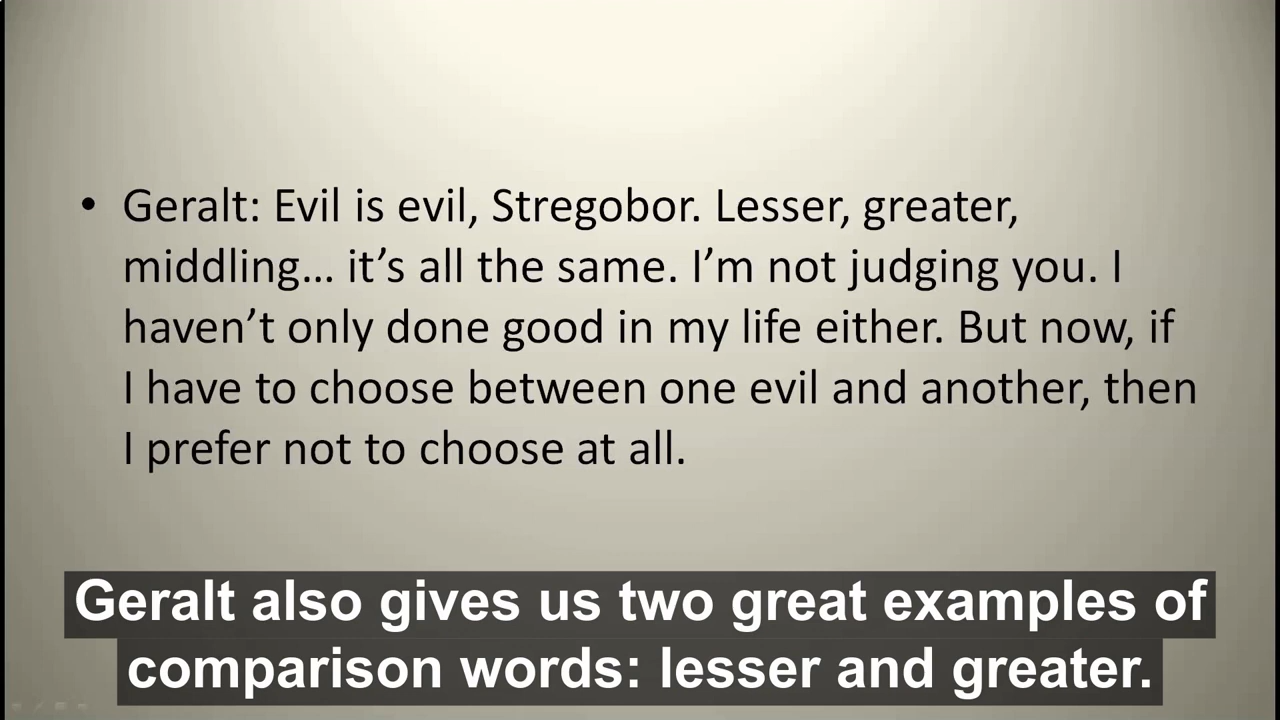 • Geralt: Evil is evil, Stregobor. Lesser, greater,
middling... it’s all the same. I’m not judging you. I
haven’t only done good in my life either. But now, if
I have to choose between one evil and another, then
I prefer not to choose at all.
Geralt also gives us two great examples of
comparison words: lesser and greater.